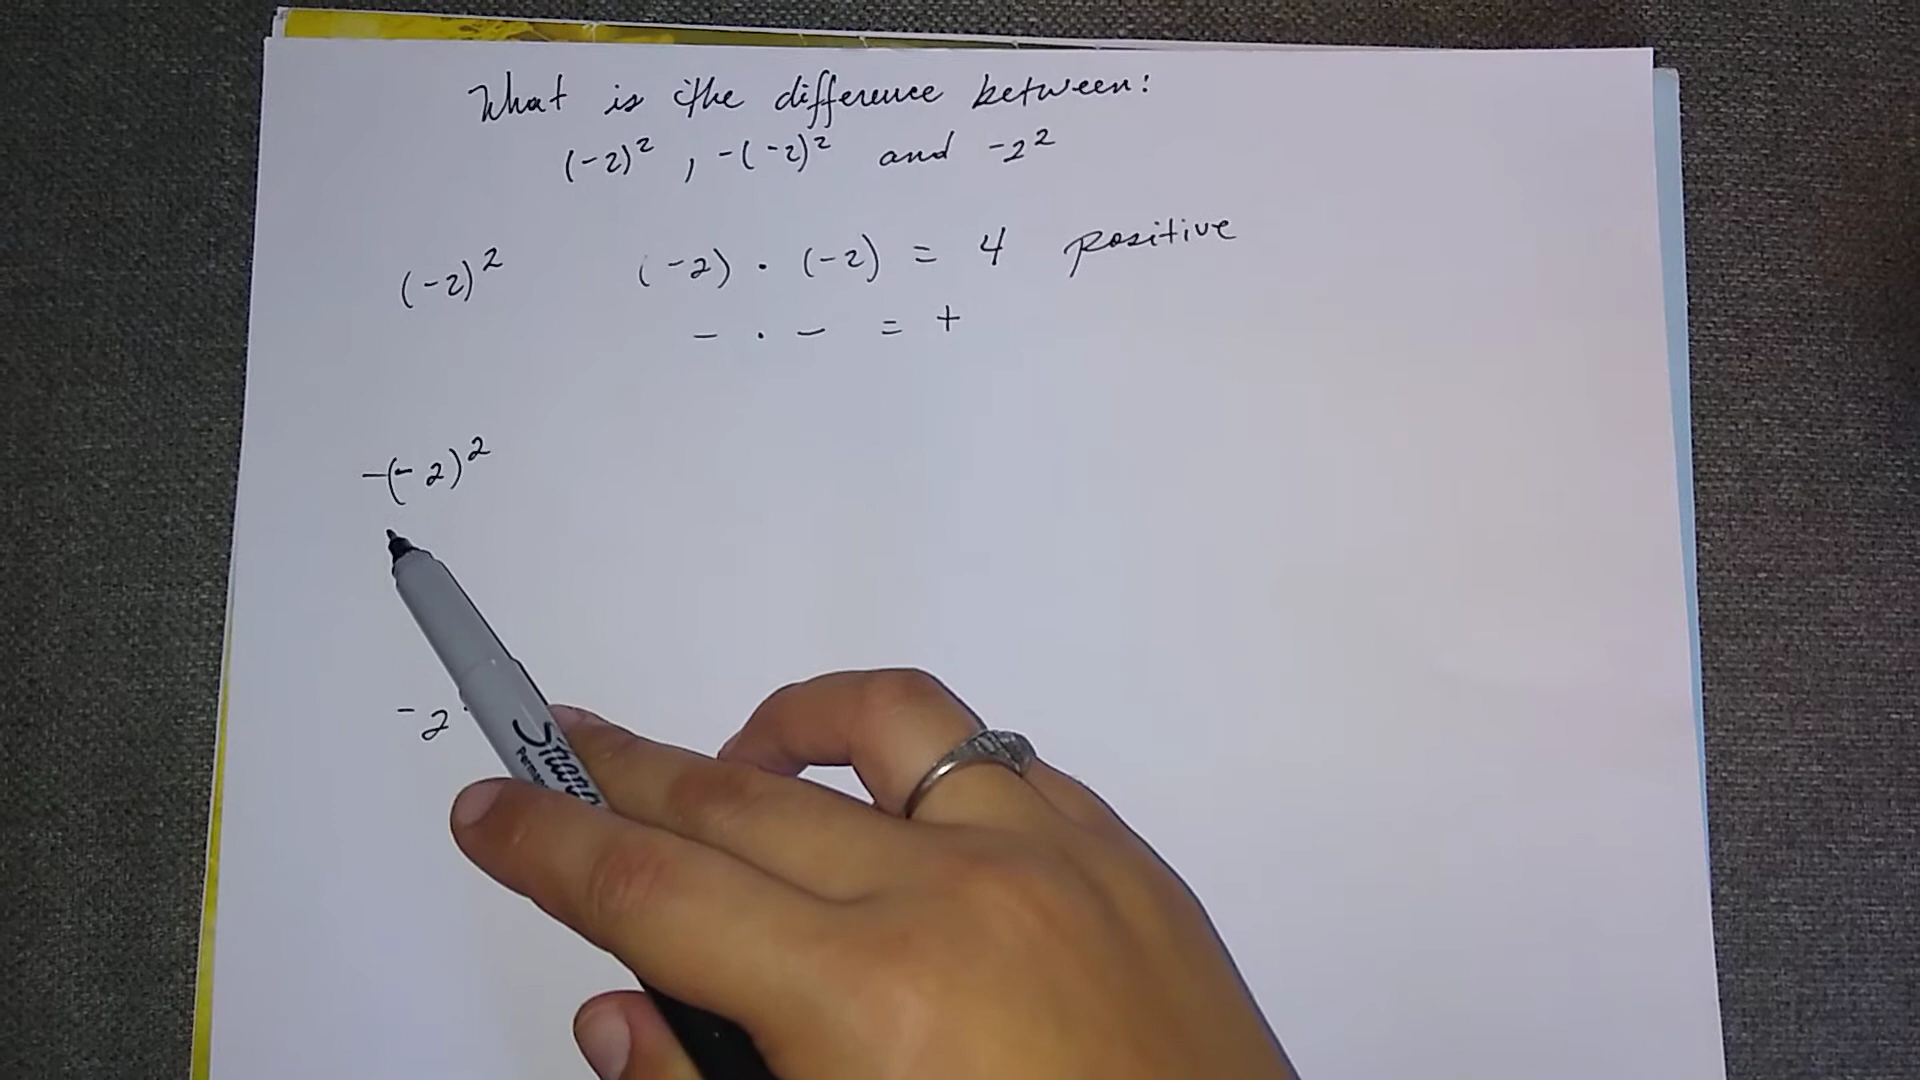 What is the difference between:
(-2)², -(-2)² and -2²
(-2)² (-2) · (-2) = 4 positive
- · - = +
-(-2)²
-2